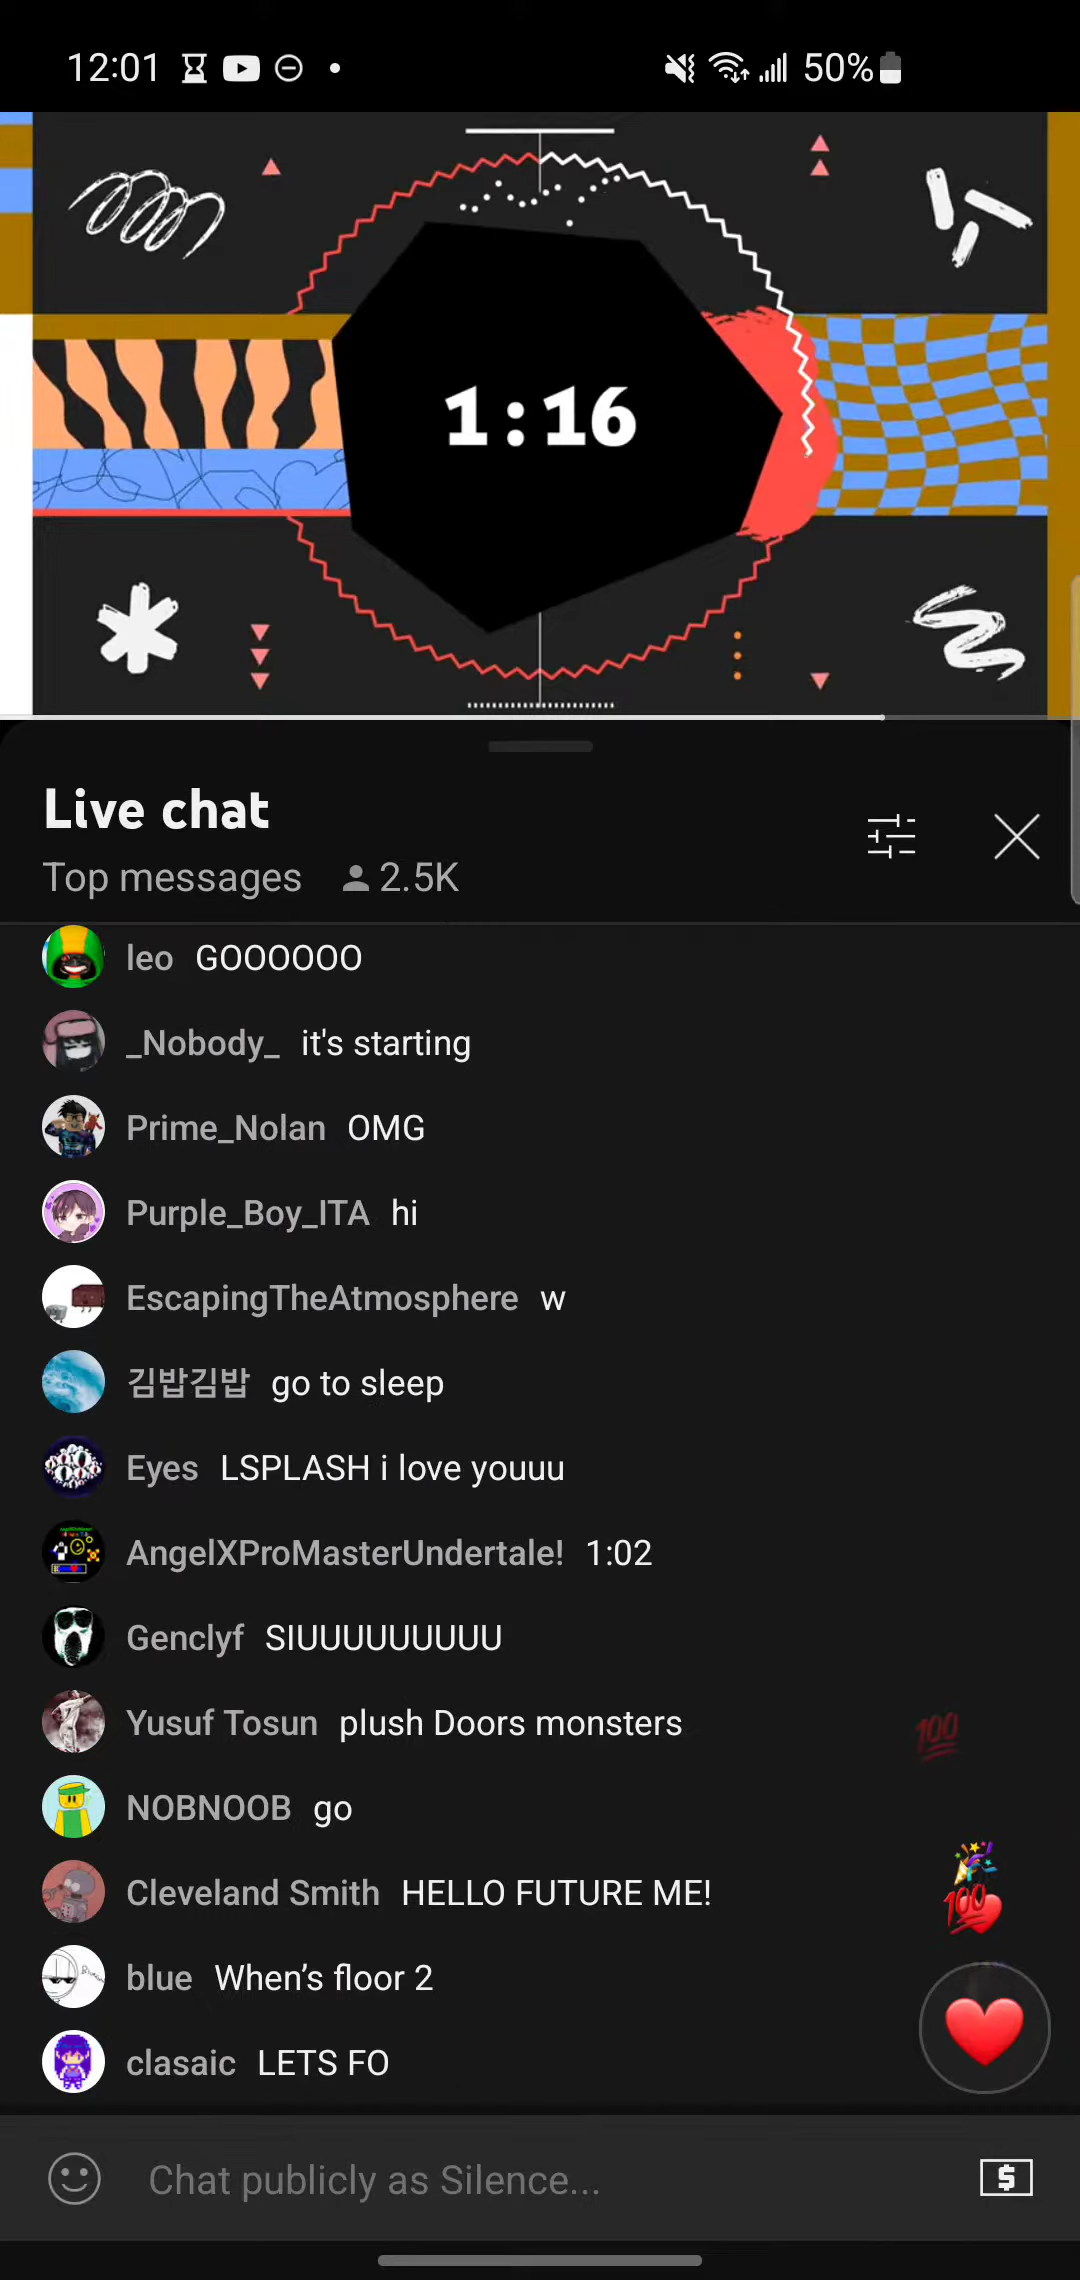 12:01 50%
1:16
Live chat
Top messages 2.5K
leo GOOOOOO
_Nobody_ it's starting
Prime_Nolan OMG
Purple_Boy_ITA hi
EscapingTheAtmosphere w
김밥김밥 go to sleep
Eyes LSPLASH i love youuu
AngelXProMasterUndertale! 1:02
Genclyf SIUUUUUUUUU
Yusuf Tosun plush Doors monsters
NOBNOOB go
Cleveland Smith HELLO FUTURE ME!
blue When’s floor 2
clasaic LETS FO
Chat publicly as Silence...